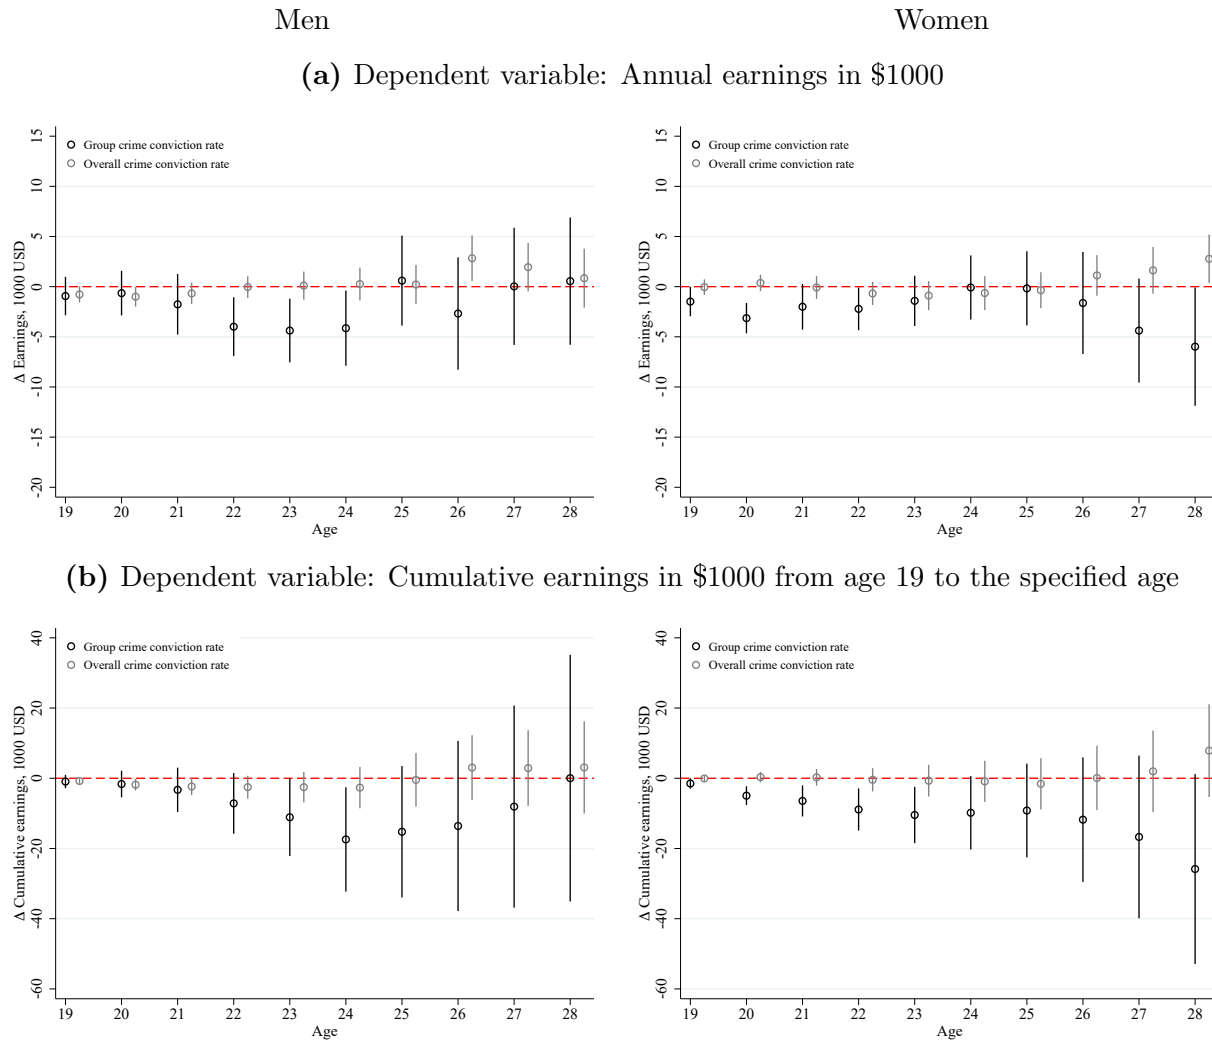 Men Women
(a) Dependent variable: Annual earnings in $1000
Group crime conviction rate
Overall crime conviction rate
Δ Earnings, 1000 USD
15
10
5
0
-5
-10
-15
-20
19 20 21 22 23 24 25 26 27 28
Age
Group crime conviction rate
Overall crime conviction rate
Δ Earnings, 1000 USD
15
10
5
0
-5
-10
-15
-20
19 20 21 22 23 24 25 26 27 28
Age
(b) Dependent variable: Cumulative earnings in $1000 from age 19 to the specified age
Group crime conviction rate
Overall crime conviction rate
Δ Cumulative earnings, 1000 USD
40
20
0
-20
-40
-60
19 20 21 22 23 24 25 26 27 28
Age
Group crime conviction rate
Overall crime conviction rate
Δ Cumulative earnings, 1000 USD
40
20
0
-20
-40
-60
19 20 21 22 23 24 25 26 27 28
Age